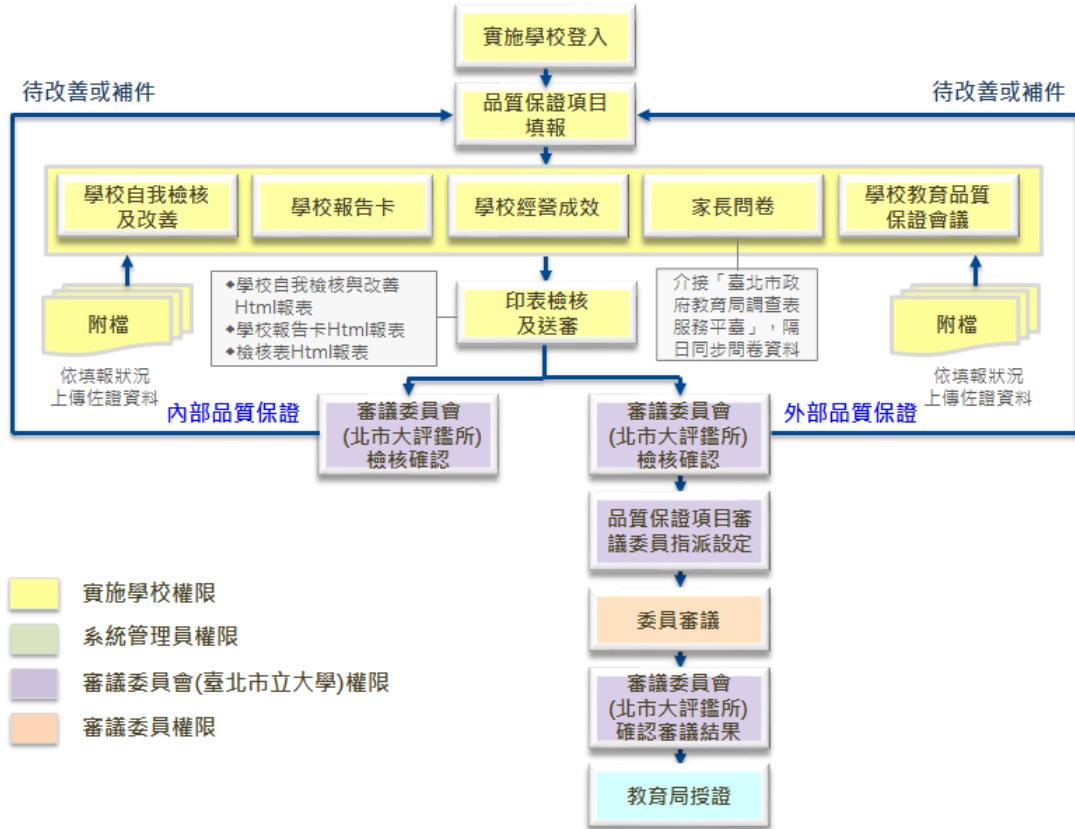 實施學校登入
待改善或補件
待改善或補件
品質保證項目
填報
學校自我檢核
及改善
學校報告卡
學校經營成效
家長問卷
學校教育品質
保證會議
附檔
依填報狀況
上傳佐證資料
◆學校自我檢核與改善
Html報表
◆學校報告卡Html報表
◆檢核表Html報表
印表檢核
及送審
介接「臺北市政
府教育局調查表
服務平臺」，隔
日同步問卷資料
附檔
依填報狀況
上傳佐證資料
內部品質保證
審議委員會
(北市大評鑑所)
檢核確認
審議委員會
(北市大評鑑所)
檢核確認
外部品質保證
品質保證項目審
議委員指派設定
委員審議
審議委員會
(北市大評鑑所)
確認審議結果
教育局授證
實施學校權限
系統管理員權限
審議委員會(臺北市立大學)權限
審議委員權限